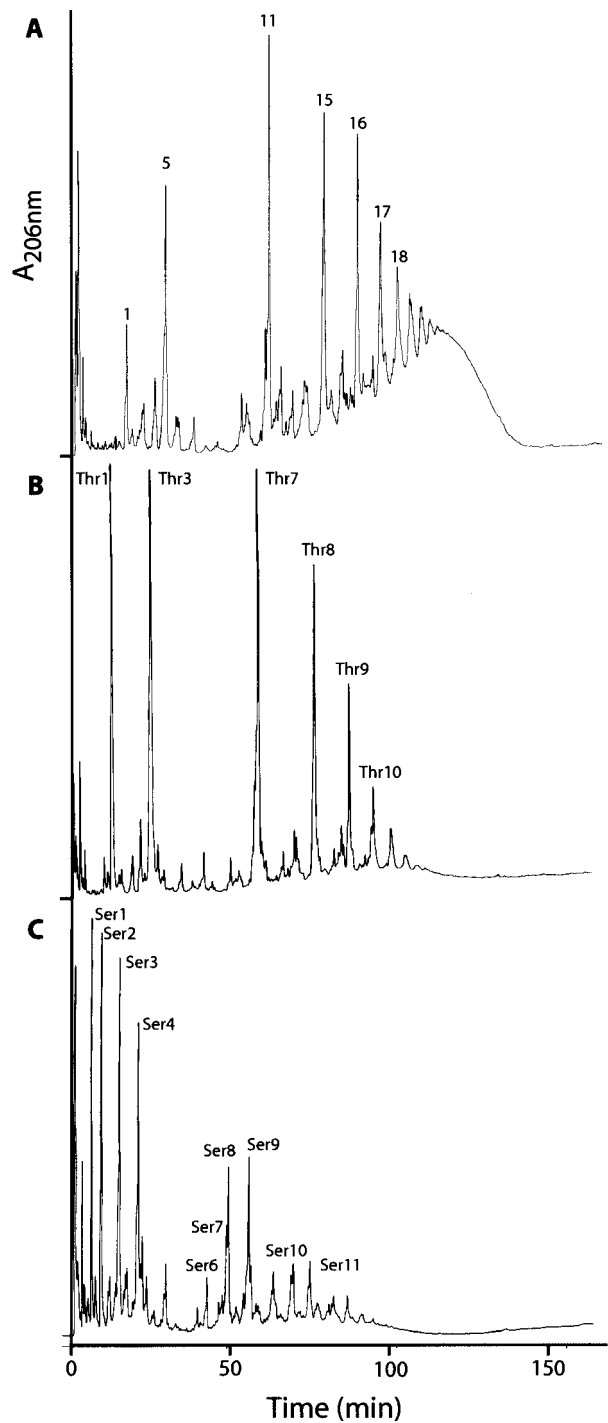 A
11
15
16
5
17
18
1
A206nm
B
Thr1
Thr3
Thr7
Thr8
Thr9
Thr10
C
Ser1
Ser2
Ser3
Ser4
Ser8
Ser9
Ser7
Ser6
Ser10
Ser11
0
50
100
150
Time (min)